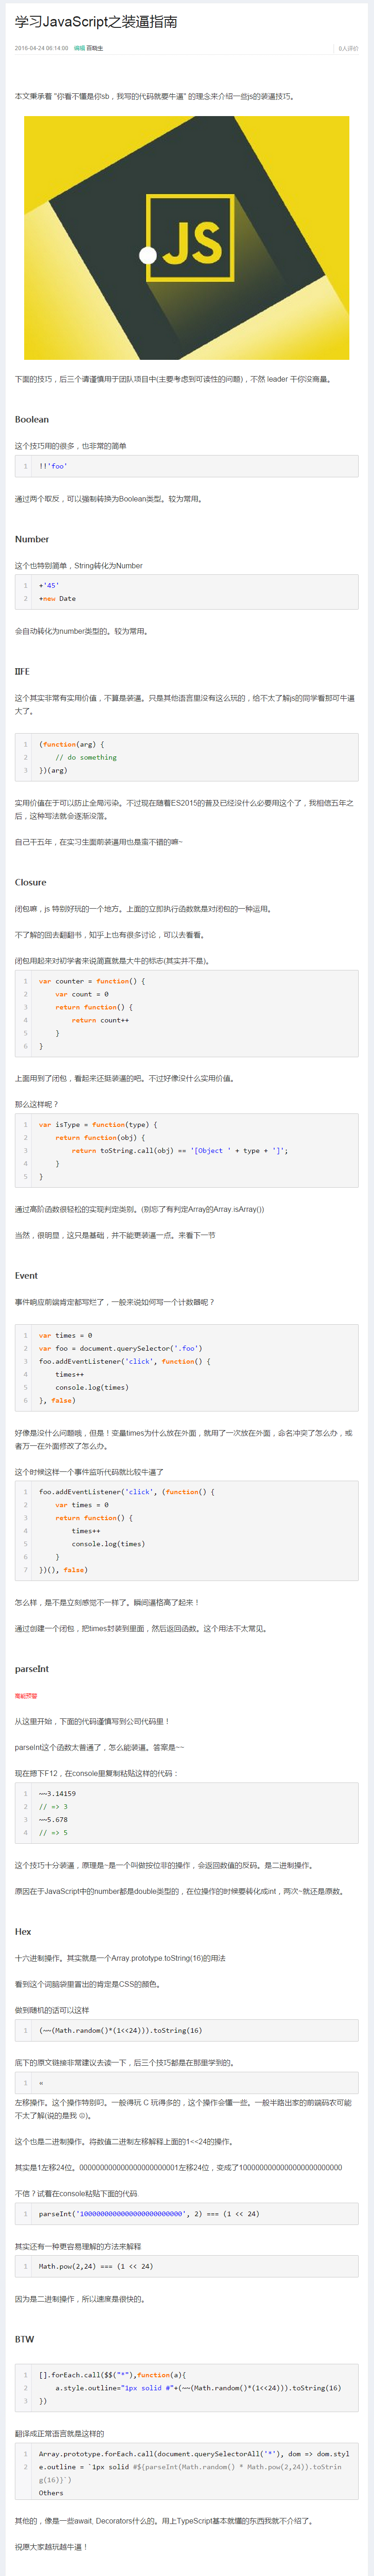 学习JavaScript之装逼指南
2016-04-24 06:14:00 编辑 百晓生
0人评价
本文秉承着 "你看不懂是你sb，我写的代码就要牛逼" 的理念来介绍一些js的装逼技巧。
JS
下面的技巧，后三个请谨慎用于团队项目中(主要考虑到可读性的问题)，不然 leader 干你没商量。
Boolean
这个技巧用的很多，也非常的简单
1 !!'foo'
通过两个取反，可以强制转换为Boolean类型。较为常用。
Number
这个也特别简单，String转化为Number
1 +'45'
2 +new Date
会自动转化为number类型的。较为常用。
IIFE
这个其实非常有实用价值，不算是装逼。只是其他语言里没有这么玩的，给不太了解js的同学看那可牛逼
大了。
1 (function(arg) {
2 // do something
3 })(arg)
实用价值在于可以防止全局污染。不过现在随着ES2015的普及已经没什么必要用这个了，我相信五年之
后，这种写法就会逐渐没落。
自己干五年，在实习生面前装逼用也是蛮不错的嘛~
Closure
闭包嘛，js 特别好玩的一个地方。上面的立即执行函数就是对闭包的一种运用。
不了解的回去翻翻书，知乎上也有很多讨论，可以去看看。
闭包用起来对初学者来说简直就是大牛的标志(其实并不是)。
1 var counter = function() {
2 var count = 0
3 return function() {
4 return count++
5 }
6 }
上面用到了闭包，看起来还挺装逼的吧。不过好像没什么实用价值。
那么这样呢？
1 var isType = function(type) {
2 return function(obj) {
3 return toString.call(obj) == '[Object ' + type + ']';
4 }
5 }
通过高阶函数很轻松的实现判定类别。(别忘了有判定Array的Array.isArray())
当然，很明显，这只是基础，并不能更装逼一点。来看下一节
Event
事件响应前端肯定都写烂了，一般来说如何写一个计数器呢？
1 var times = 0
2 var foo = document.querySelector('.foo')
3 foo.addEventListener('click', function() {
4 times++
5 console.log(times)
6 }, false)
好像是没什么问题哦，但是！变量times为什么放在外面，就用了一次放在外面，命名冲突了怎么办，或
者万一在外面修改了怎么办。
这个时候这样一个事件监听代码就比较牛逼了
1 foo.addEventListener('click', (function() {
2 var times = 0
3 return function() {
4 times++
5 console.log(times)
6 }
7 })(), false)
怎么样，是不是立刻感觉不一样了。瞬间逼格高了起来！
通过创建一个闭包，把times封装到里面，然后返回函数。这个用法不太常见。
parseInt
高能预警
从这里开始，下面的代码谨慎写到公司代码里！
parseInt这个函数太普通了，怎么能装逼。答案是~~
现在摁下F12，在console里复制粘贴这样的代码：
1 ~~3.14159
2 // => 3
3 ~~5.678
4 // => 5
这个技巧十分装逼，原理是~是一个叫做按位非的操作，会返回数值的反码。是二进制操作。
原因在于JavaScript中的number都是double类型的，在位操作的时候要转化成int，两次~就还是原数。
Hex
十六进制操作。其实就是一个Array.prototype.toString(16)的用法
看到这个词脑袋里冒出的肯定是CSS的颜色。
做到随机的话可以这样
1 (~~(Math.random()*(1<<24))).toString(16)
底下的原文链接非常建议去读一下，后三个技巧都是在那里学到的。
1 «
左移操作。这个操作特别叼。一般得玩 C 玩得多的，这个操作会懂一些。一般半路出家的前端码农可能
不太了解(说的是我 ☹)。
这个也是二进制操作。将数值二进制左移解释上面的1<<24的操作。
其实是1左移24位。000000000000000000000001左移24位，变成了1000000000000000000000000
不信？试着在console粘贴下面的代码
1 parseInt('1000000000000000000000000', 2) === (1 << 24)
其实还有一种更容易理解的方法来解释
1 Math.pow(2,24) === (1 << 24)
因为是二进制操作，所以速度是很快的。
BTW
1 [].forEach.call($$("*"),function(a){
2 a.style.outline="1px solid #"+(~~(Math.random()*(1<<24))).toString(16)
3 })
翻译成正常语言就是这样的
1 Array.prototype.forEach.call(document.querySelectorAll('*'), dom => dom.styl
2 e.outline = `1px solid #${parseInt(Math.random() * Math.pow(2,24)).toStrin
g(16)}`)
Others
其他的，像是一些await, Decorators什么的。用上TypeScript基本就懂的东西我就不介绍了。
祝愿大家越玩越牛逼！